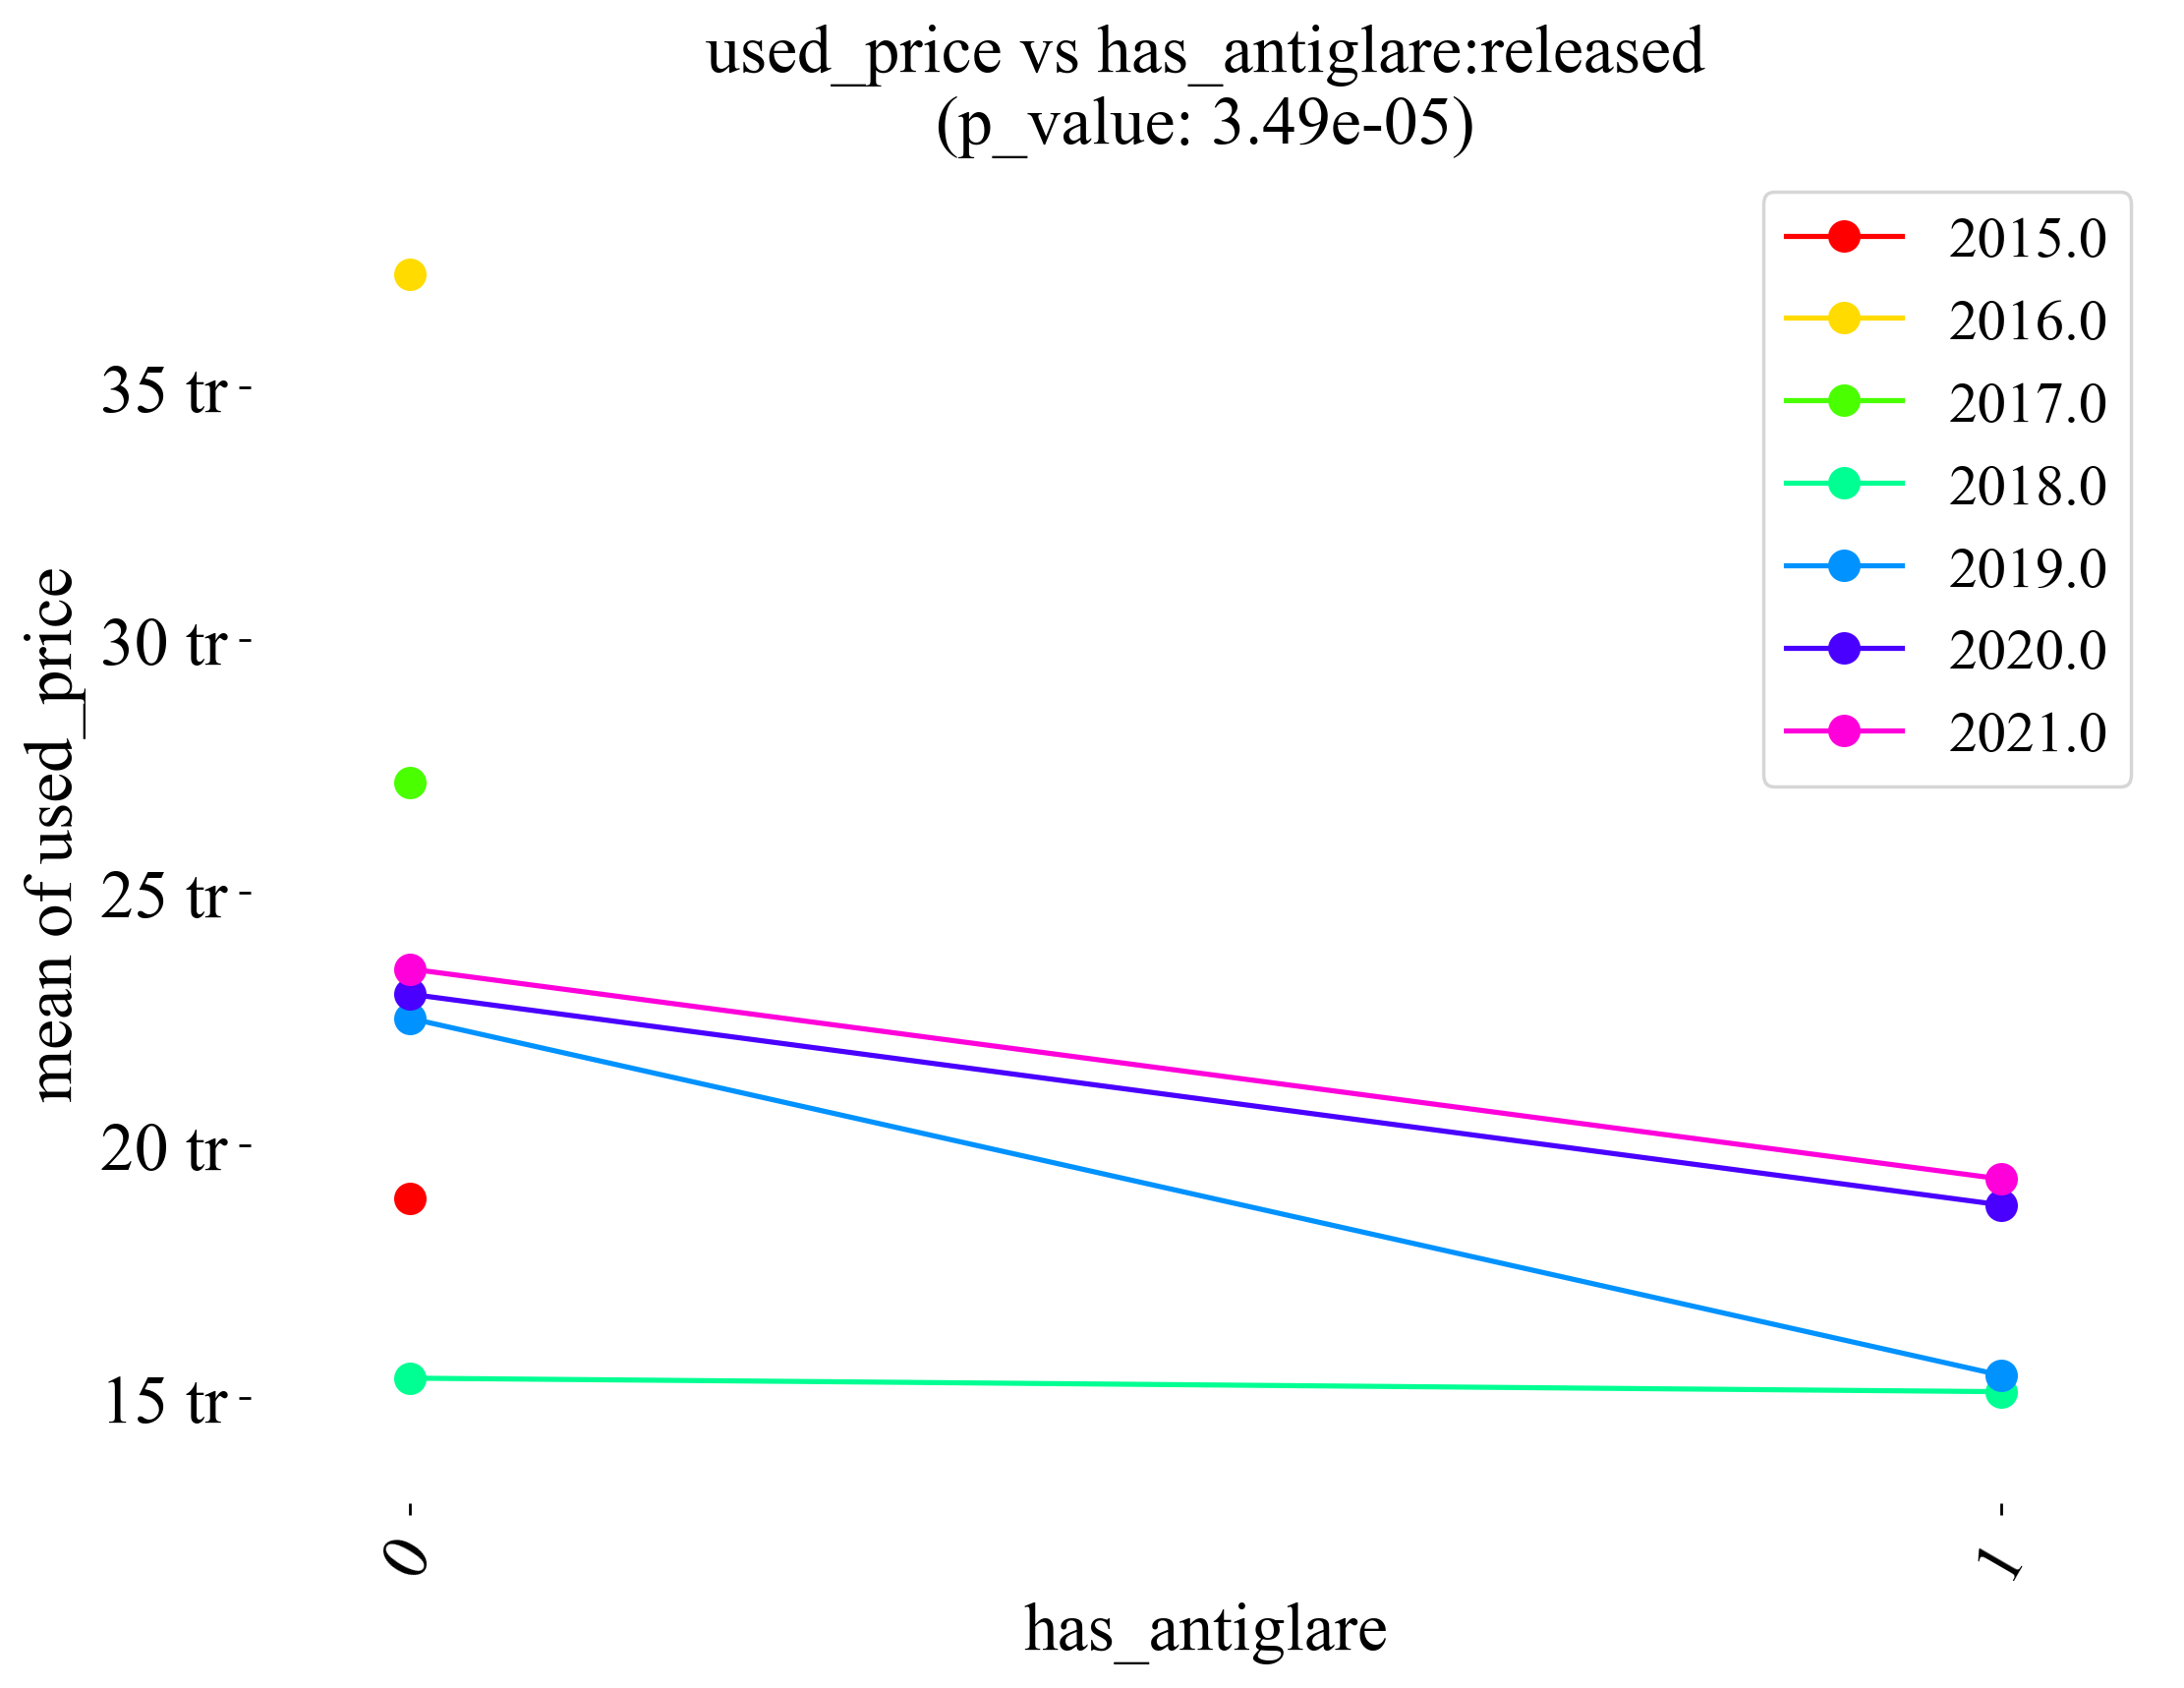 used_price vs has_antiglare:released
(p_value: 3.49e-05)
2015.0
2016.0
2017.0
2018.0
2019.0
2020.0
2021.0
35 tr
30 tr
25 tr
20 tr
15 tr
mean of used_price
0
1
has_antiglare